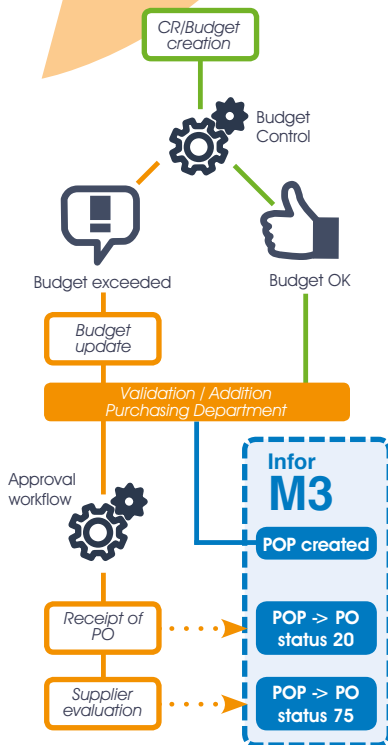 CR/Budget
creation
Budget
Control
Budget exceeded
Budget OK
Budget
update
Validation / Addition
Purchasing Department
Infor
M3
Approval
workflow
POP created
Receipt of
PO
POP -> PO
status 20
Supplier
evaluation
POP -> PO
status 75